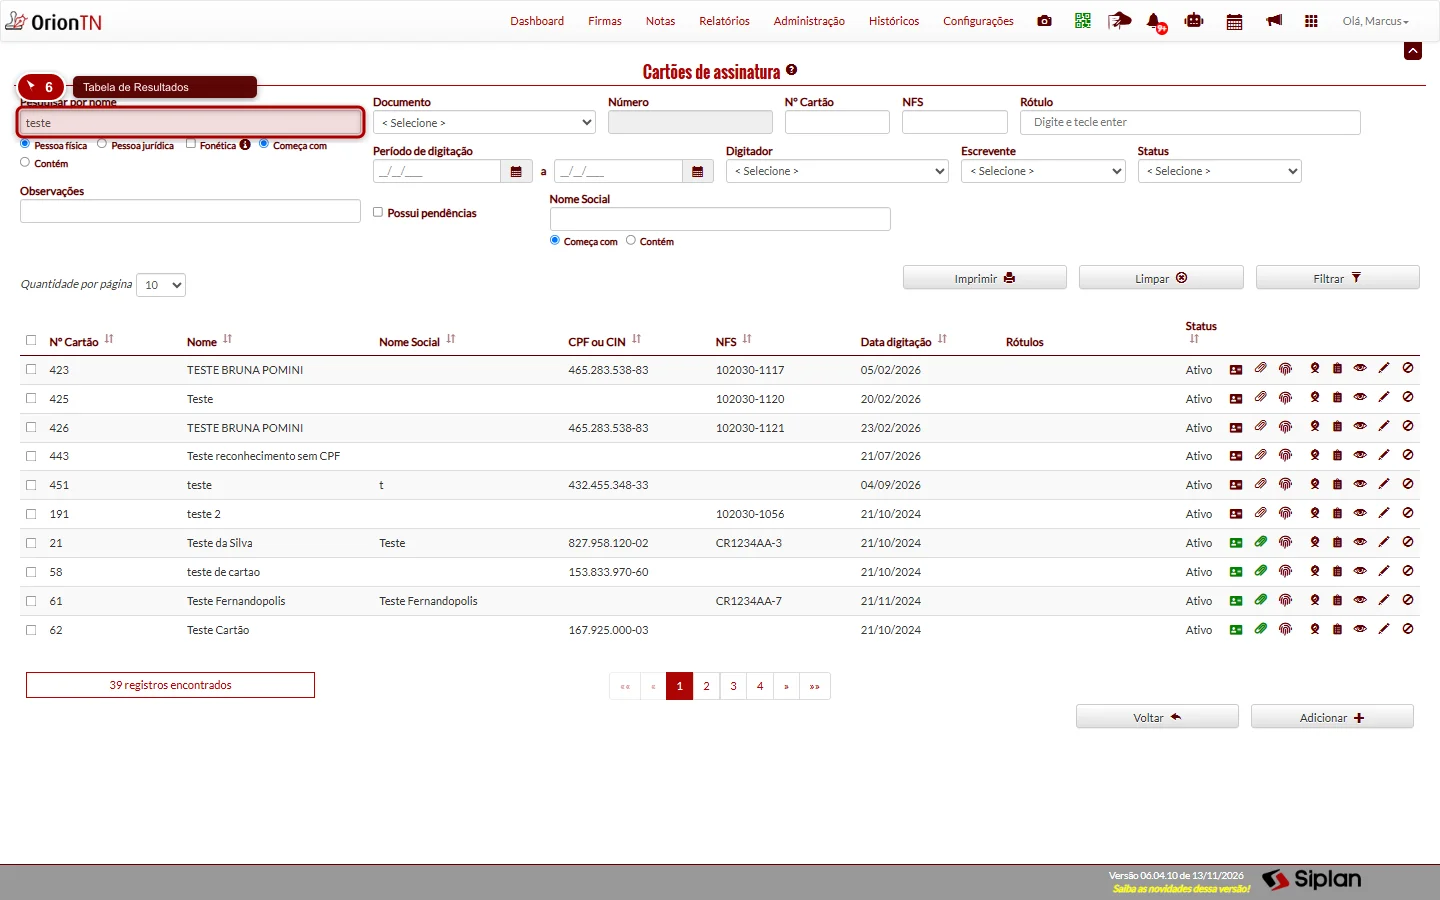 OrionTN
Dashboard Firmas Notas Relatórios Administração Históricos Configurações 9+ Olá, Marcus
Cartões de assinatura
6 Tabela de Resultados
Pesquisar por nome Documento Número Nº Cartão NFS Rótulo
teste < Selecione > Digite e tecle enter
Pessoa física Pessoa jurídica Fonética Começa com
Contém
Período de digitação Digitador Escrevente Status
__/__/____ a __/__/____ < Selecione > < Selecione > < Selecione >
Observações Possui pendências Nome Social
Começa com Contém
Quantidade por página 10 Imprimir Limpar Filtrar
Nº Cartão Nome Nome Social CPF ou CIN NFS Data digitação Rótulos Status
423 TESTE BRUNA POMINI 465.283.538-83 102030-1117 05/02/2026 Ativo
425 Teste 102030-1120 20/02/2026 Ativo
426 TESTE BRUNA POMINI 465.283.538-83 102030-1121 23/02/2026 Ativo
443 Teste reconhecimento sem CPF 21/07/2026 Ativo
451 teste t 432.455.348-33 04/09/2026 Ativo
191 teste 2 102030-1056 21/10/2024 Ativo
21 Teste da Silva Teste 827.958.120-02 CR1234AA-3 21/10/2024 Ativo
58 teste de cartao 153.833.970-60 21/10/2024 Ativo
61 Teste Fernandopolis Teste Fernandopolis CR1234AA-7 21/11/2024 Ativo
62 Teste Cartão 167.925.000-03 21/10/2024 Ativo
39 registros encontrados «« « 1 2 3 4 » »»
Voltar Adicionar
Versão 06.04.10 de 13/11/2026
Saiba as novidades dessa versão!
Siplan